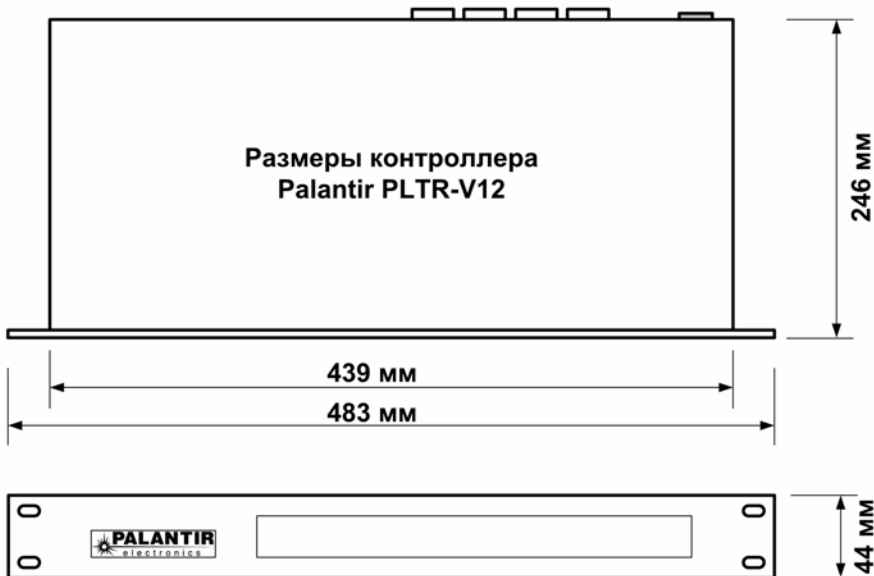 Размеры контроллера
Palantir PLTR-V12
246 мм
439 мм
483 мм
PALANTIR
electronics
44 мм